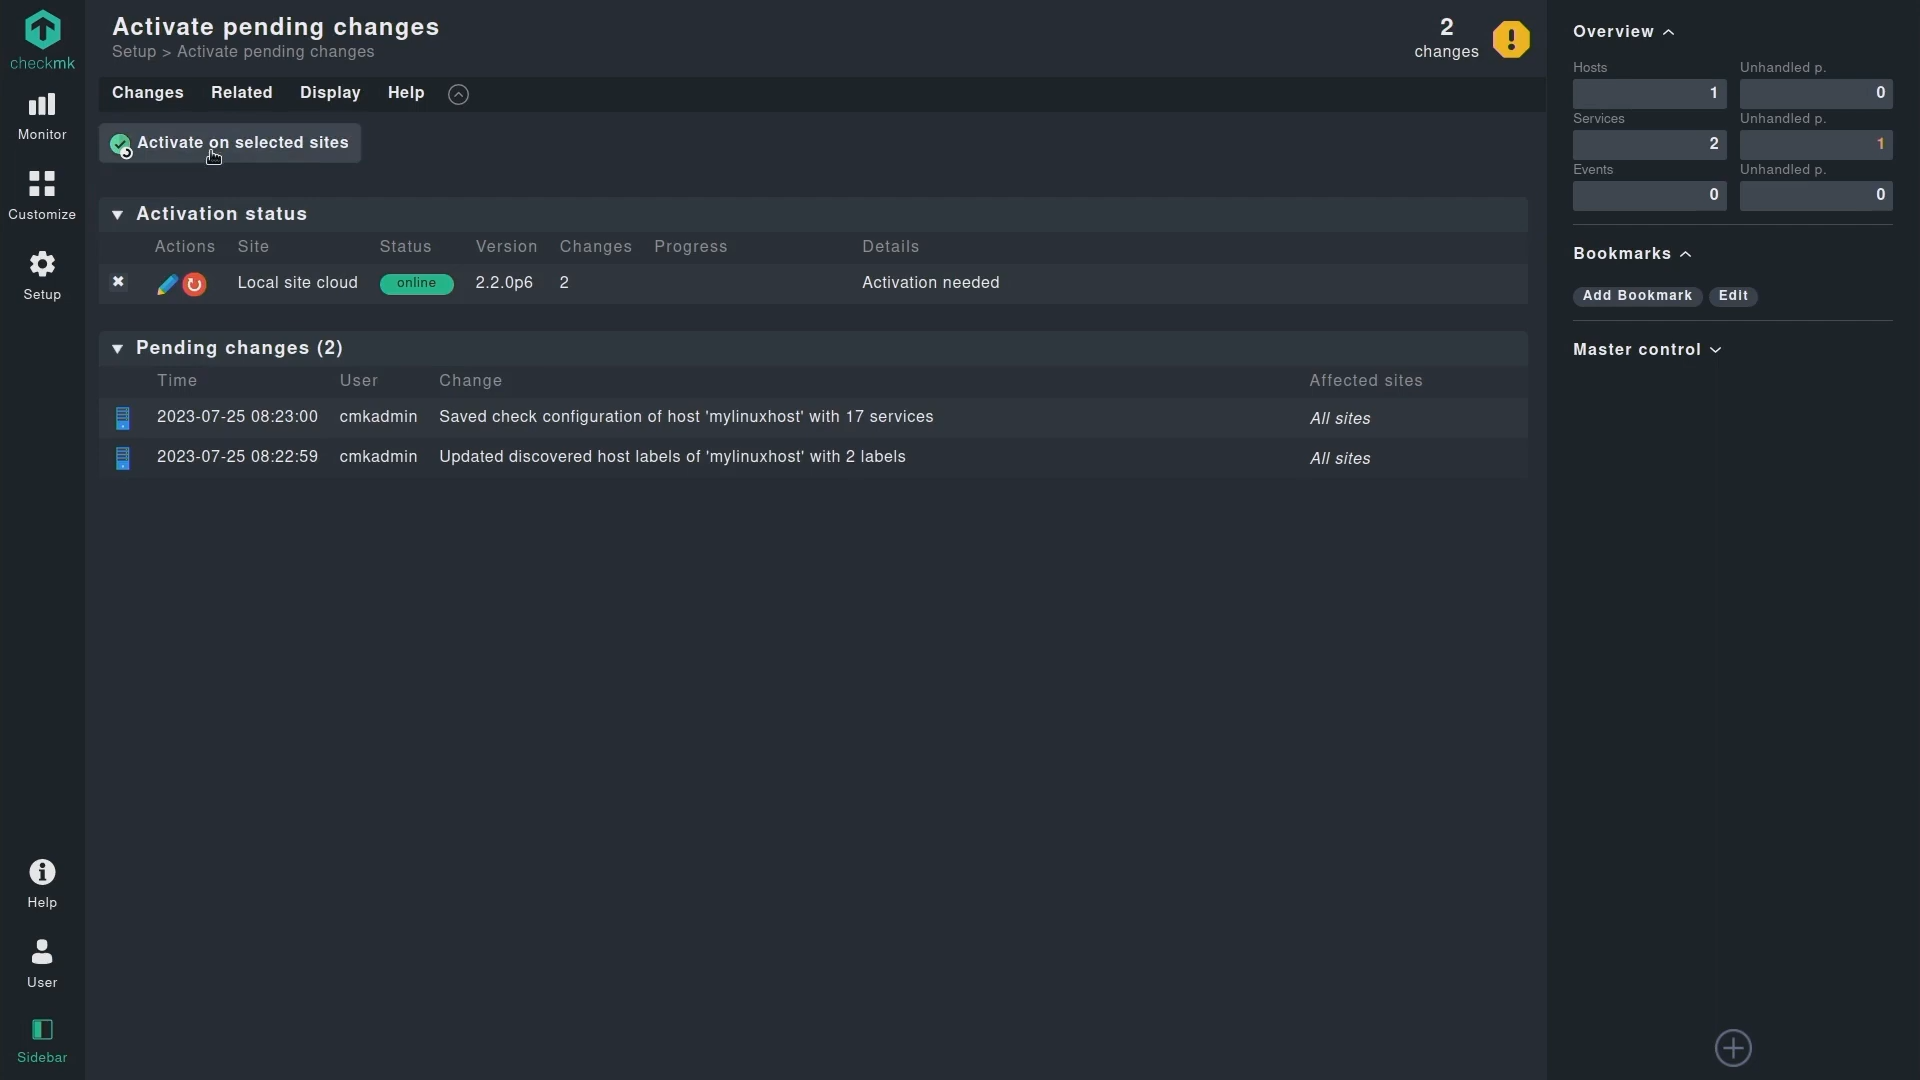 checkmk
Monitor
Customize
Setup
Help
User
Sidebar
Activate pending changes
Setup > Activate pending changes
2
changes
Changes Related Display Help
Activate on selected sites
Activation status
Actions Site Status Version Changes Progress Details
Local site cloud online 2.2.0p6 2 Activation needed
Pending changes (2)
Time User Change Affected sites
2023-07-25 08:23:00 cmkadmin Saved check configuration of host 'mylinuxhost' with 17 services All sites
2023-07-25 08:22:59 cmkadmin Updated discovered host labels of 'mylinuxhost' with 2 labels All sites
Overview
Hosts Unhandled p.
1 0
Services Unhandled p.
2 1
Events Unhandled p.
0 0
Bookmarks
Add Bookmark Edit
Master control